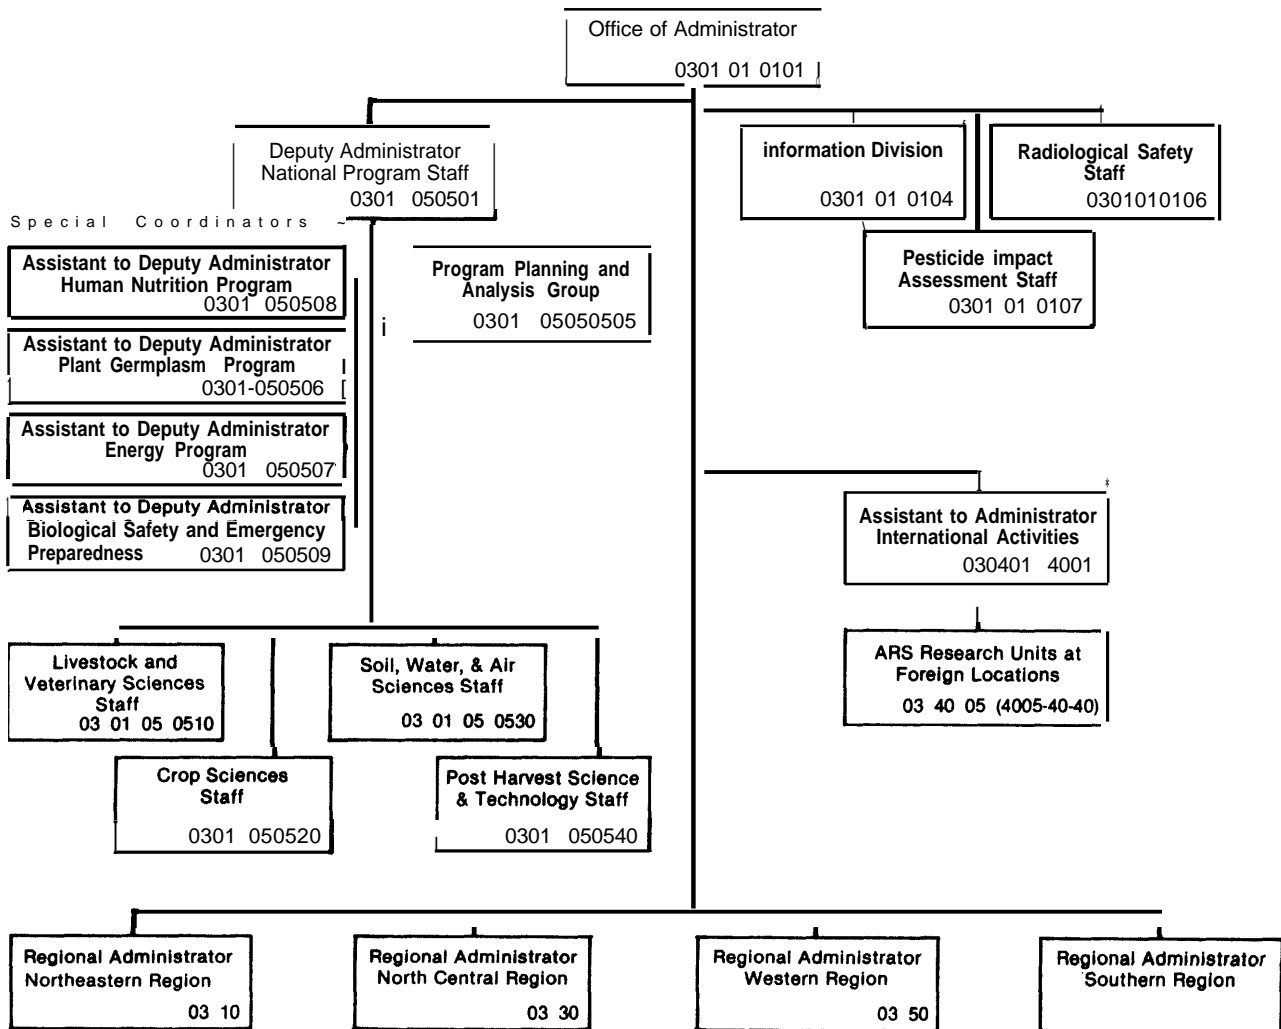 Office of Administrator
0301 01 0101
Deputy Administrator
National Program Staff
0301 050501
information Division
0301 01 0104
Radiological Safety
Staff
0301010106
Pesticide impact
Assessment Staff
0301 01 0107
Special Coordinators
Assistant to Deputy Administrator
Human Nutrition Program
0301 050508
Assistant to Deputy Administrator
Plant Germplasm Program
0301-050506
Assistant to Deputy Administrator
Energy Program
0301 050507
Assistant to Deputy Administrator
Biological Safety and Emergency
Preparedness 0301 050509
Program Planning and
Analysis Group
0301 05050505
i
Assistant to Administrator
International Activities
030401 4001
ARS Research Units at
Foreign Locations
03 40 05 (4005-40-40)
Livestock and
Veterinary Sciences
Staff
03 01 05 0510
Soil, Water, & Air
Sciences Staff
03 01 05 0530
Crop Sciences
Staff
0301 050520
Post Harvest Science
& Technology Staff
0301 050540
Regional Administrator
Northeastern Region
03 10
Regional Administrator
North Central Region
03 30
Regional Administrator
Western Region
03 50
Regional Administrator
Southern Region